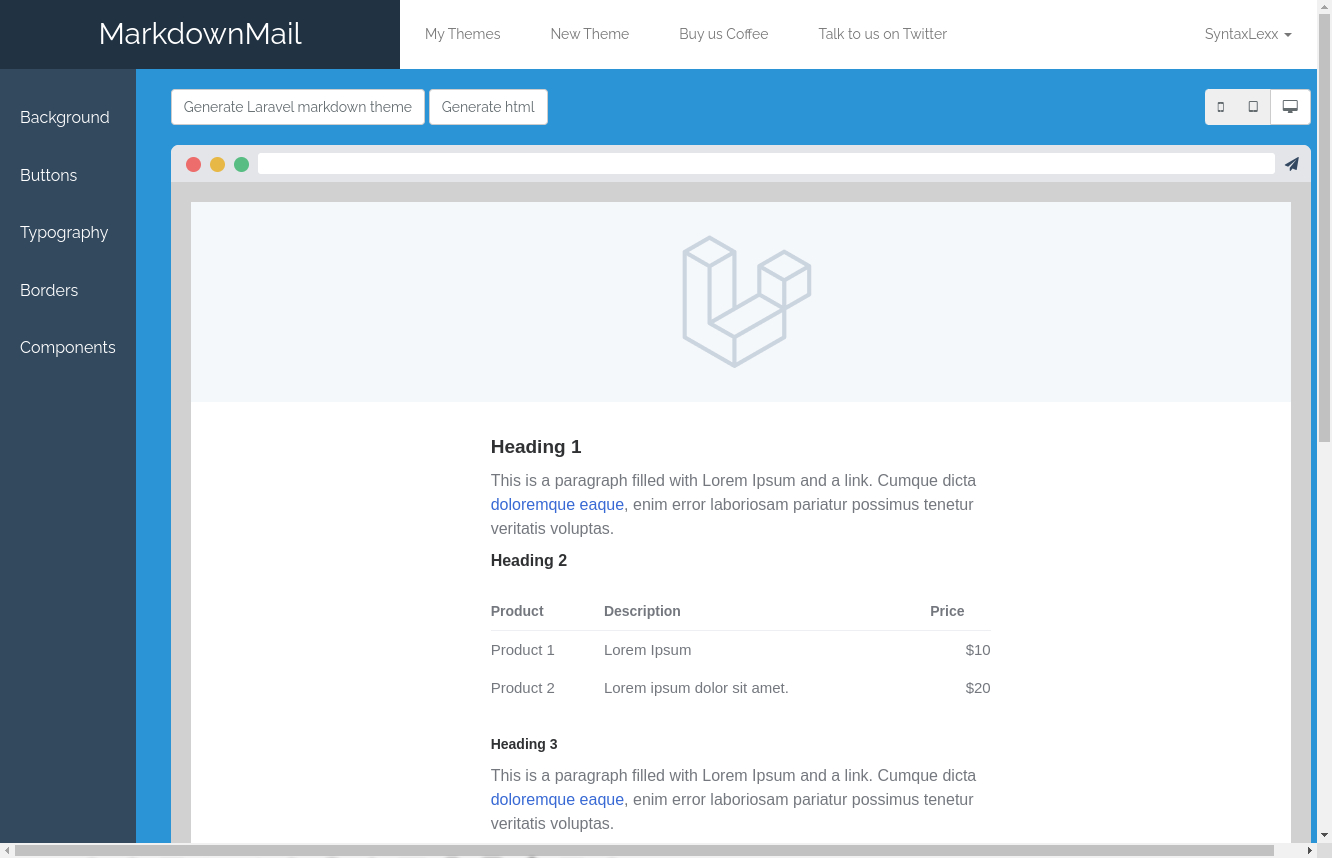 MarkdownMail
My Themes New Theme Buy us Coffee Talk to us on Twitter SyntaxLexx
Background
Buttons
Typography
Borders
Components
Generate Laravel markdown theme Generate html
Heading 1
This is a paragraph filled with Lorem Ipsum and a link. Cumque dicta
doloremque eaque, enim error laboriosam pariatur possimus tenetur
veritatis voluptas.
Heading 2
Product Description Price
Product 1 Lorem Ipsum $10
Product 2 Lorem ipsum dolor sit amet. $20
Heading 3
This is a paragraph filled with Lorem Ipsum and a link. Cumque dicta
doloremque eaque, enim error laboriosam pariatur possimus tenetur
veritatis voluptas.